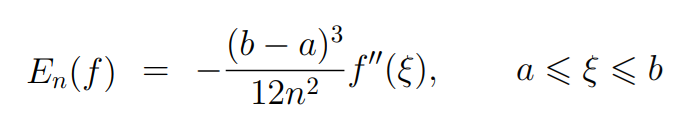 E_n(f) = -\frac{(b-a)^3}{12n^2} f''(\xi), \qquad a \leqslant \xi \leqslant b